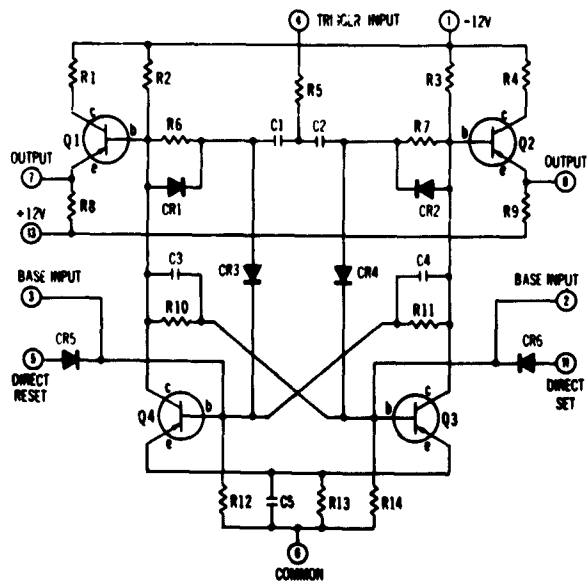 4 TRIGGER INPUT 1 -12V
R1 R2 R3 R4
R5
c c
Q1 b R6 C1 C2 R7 b Q2
OUTPUT e e OUTPUT
7 8
R8 CR1 CR2 R9
+12V
13
C3 C4
BASE INPUT CR3 CR4 BASE INPUT
3 2
R10 R11
CR5 CR6
5 11
DIRECT RESET DIRECT SET
c c
Q4 b b Q3
e e
R12 C5 R13 R14
6
COMMON